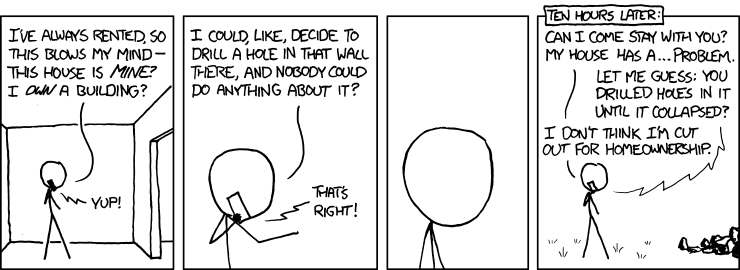 I'VE ALWAYS RENTED, SO
THIS BLOWS MY MIND—
THIS HOUSE IS MINE?
I OWN A BUILDING?
YUP!
I COULD, LIKE, DECIDE TO
DRILL A HOLE IN THAT WALL
THERE, AND NOBODY COULD
DO ANYTHING ABOUT IT?
THAT'S
RIGHT!
TEN HOURS LATER:
CAN I COME STAY WITH YOU?
MY HOUSE HAS A... PROBLEM.
LET ME GUESS: YOU
DRILLED HOLES IN IT
UNTIL IT COLLAPSED?
I DON'T THINK I'M CUT
OUT FOR HOMEOWNERSHIP.